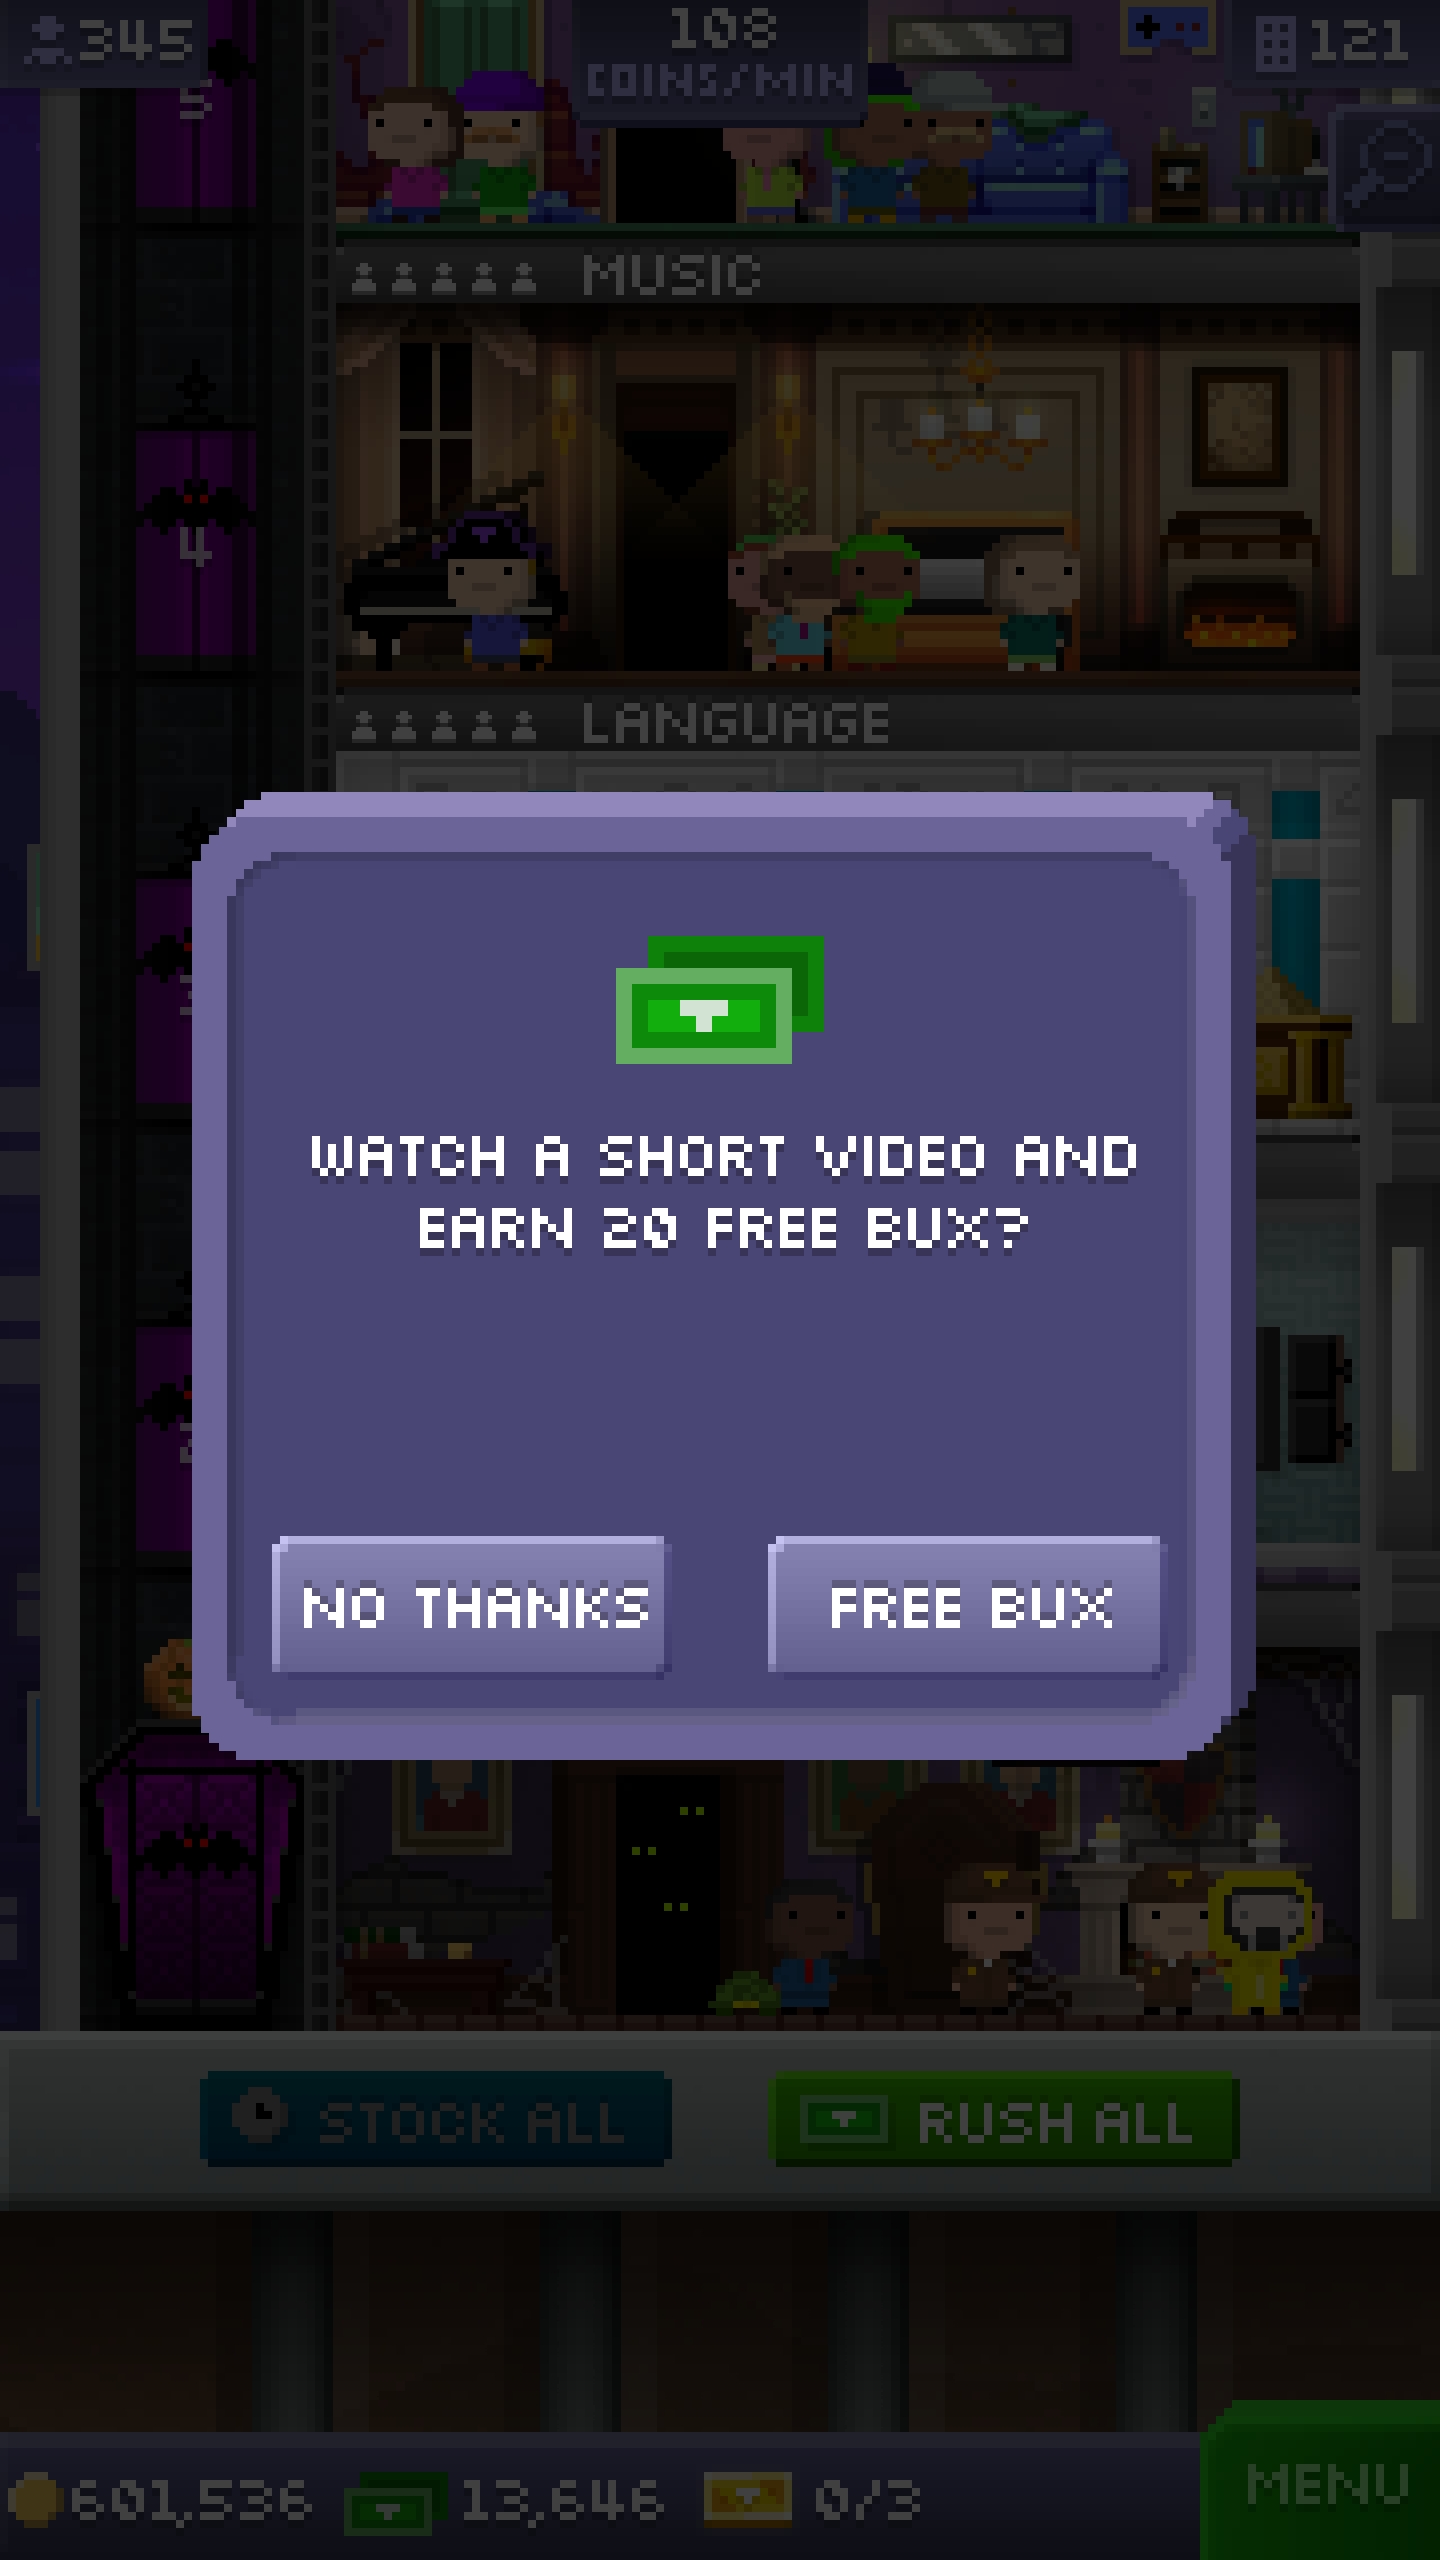 345
108
COINS/MIN
121
5
MUSIC
4
LANGUAGE
WATCH A SHORT VIDEO AND
EARN 20 FREE BUX?
NO THANKS
FREE BUX
STOCK ALL
RUSH ALL
601,536
13,646
0/3
MENU